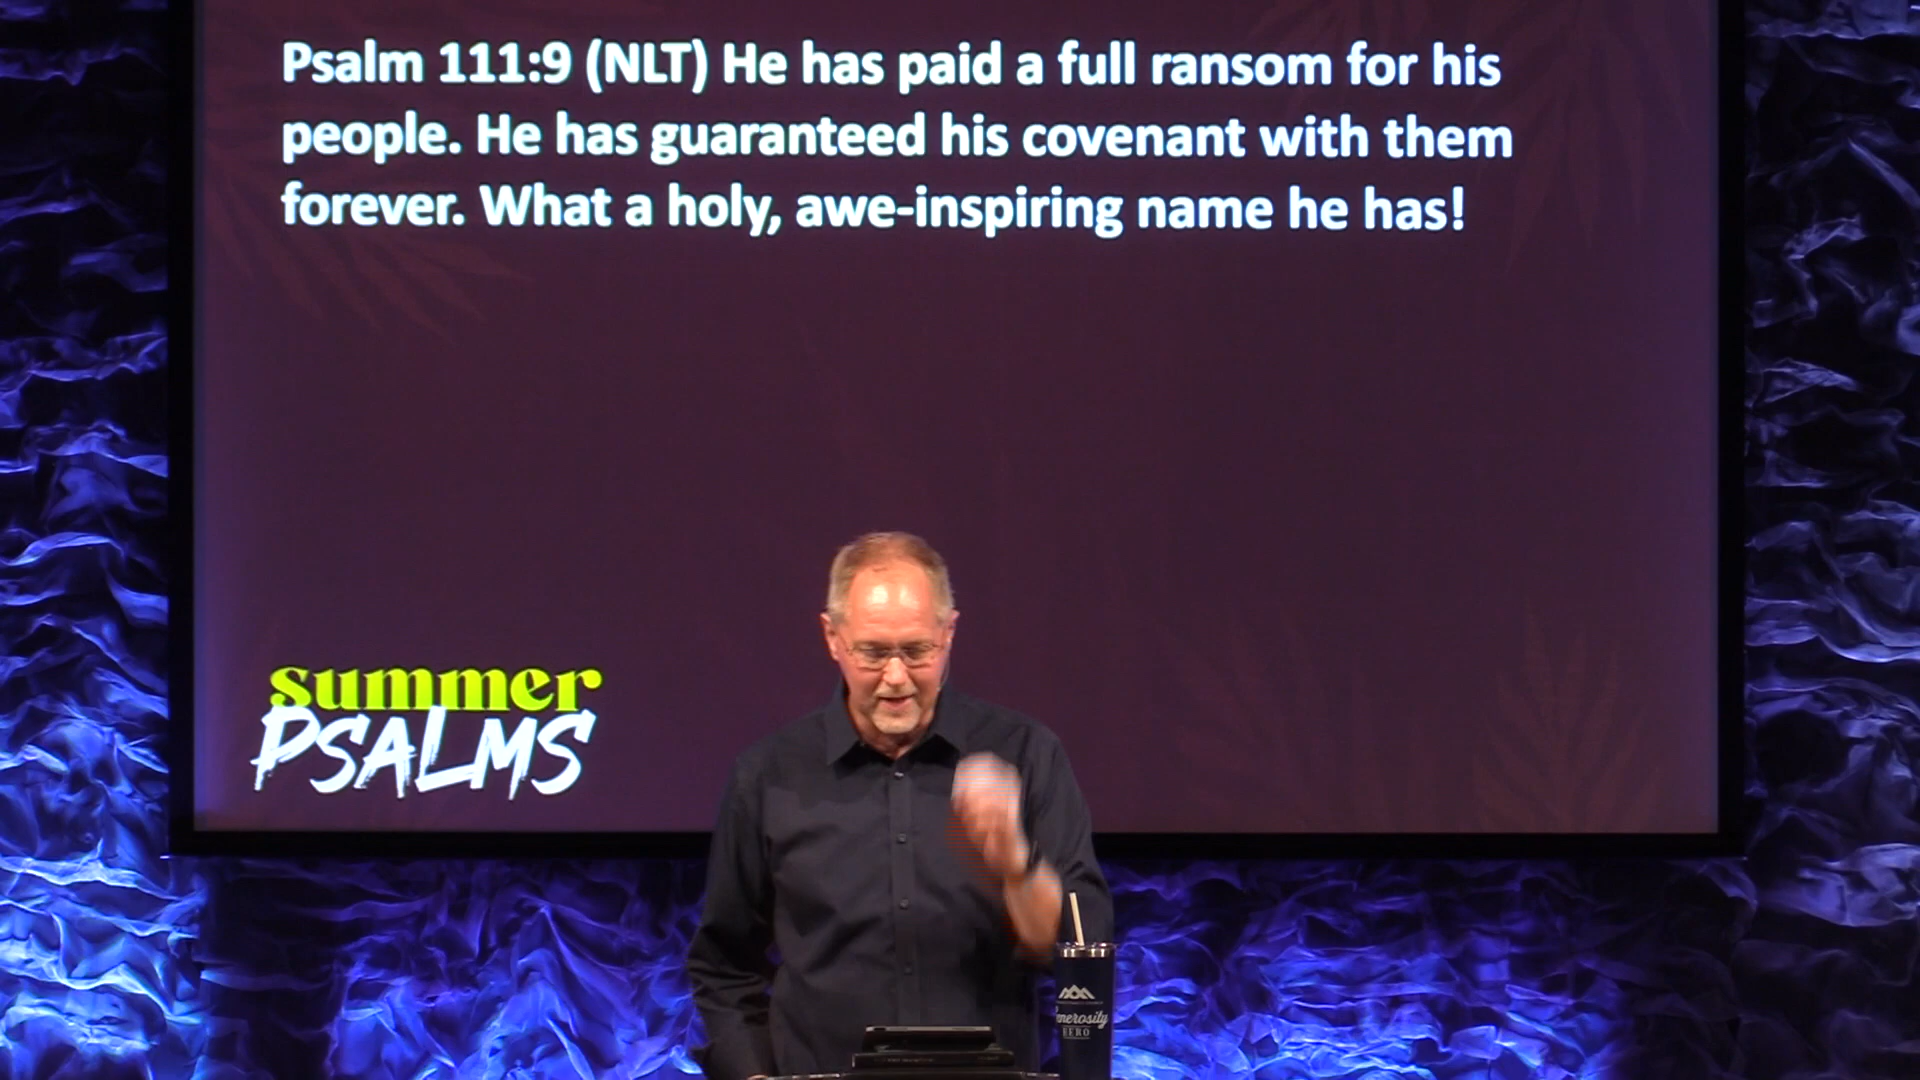 Psalm 111:9 (NLT) He has paid a full ransom for his
people. He has guaranteed his covenant with them
forever. What a holy, awe-inspiring name he has!
summer
PSALMS
HERO